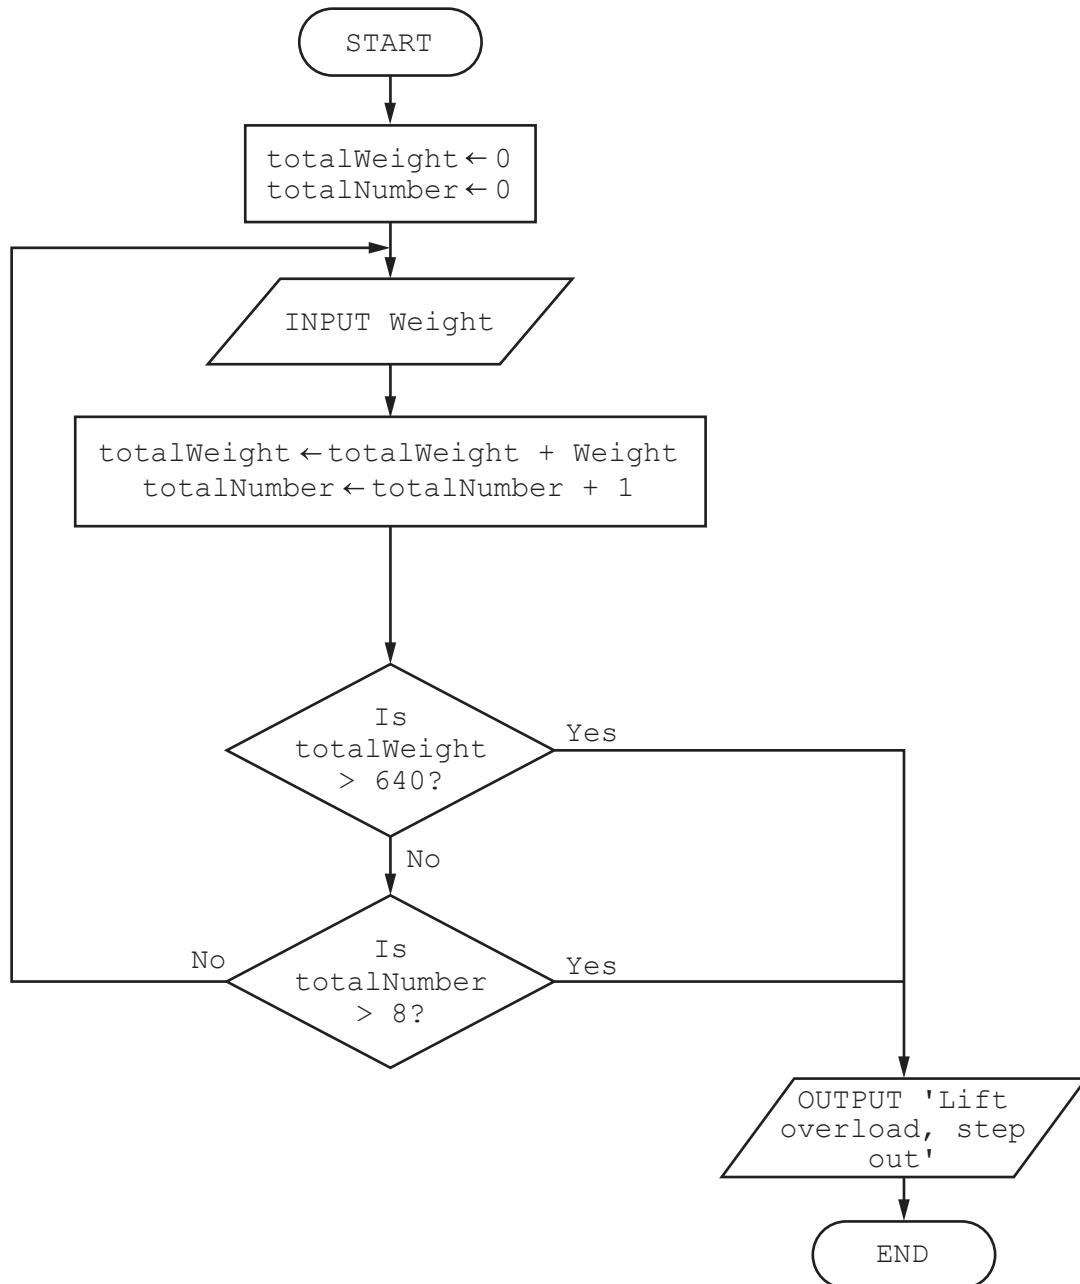 START
totalWeight ← 0
totalNumber ← 0
INPUT Weight
totalWeight ← totalWeight + Weight
totalNumber ← totalNumber + 1
Is
totalWeight
> 640?
Yes
No
Is
totalNumber
> 8?
No
Yes
OUTPUT 'Lift
overload, step
out'
END